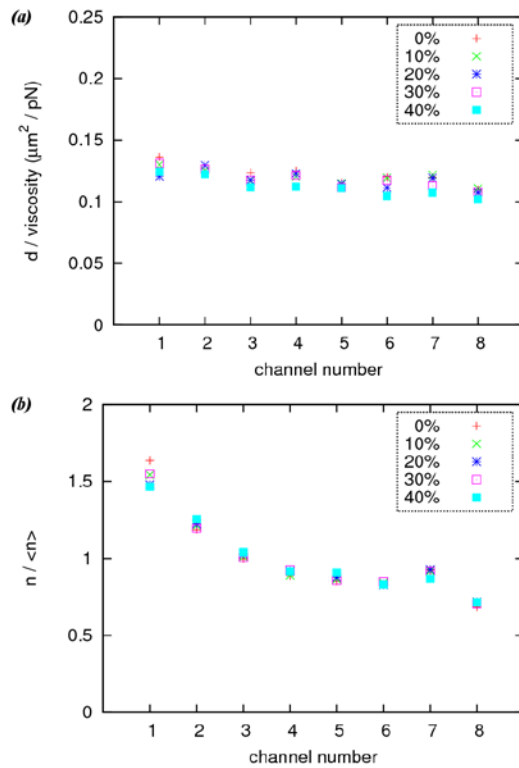 (a)
0.25
0.2
0.15
0.1
0.05
0
d / viscosity (μm² / pN)
0%
10%
20%
30%
40%
1 2 3 4 5 6 7 8
channel number
(b)
2
1.5
1
0.5
0
n / <n>
0%
10%
20%
30%
40%
1 2 3 4 5 6 7 8
channel number